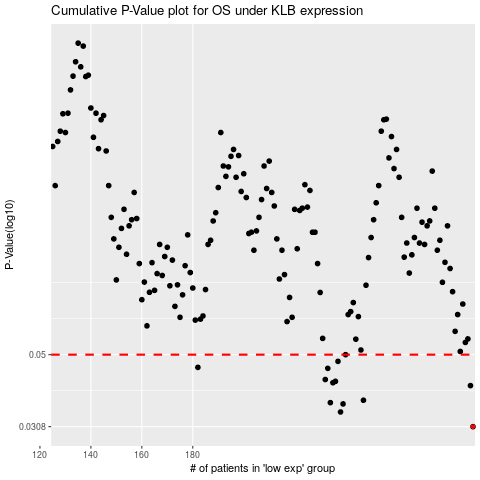 Cumulative P-Value plot for OS under KLB expression
P-Value(log10)
0.05
0.0308
120 140 160 180
# of patients in 'low exp' group